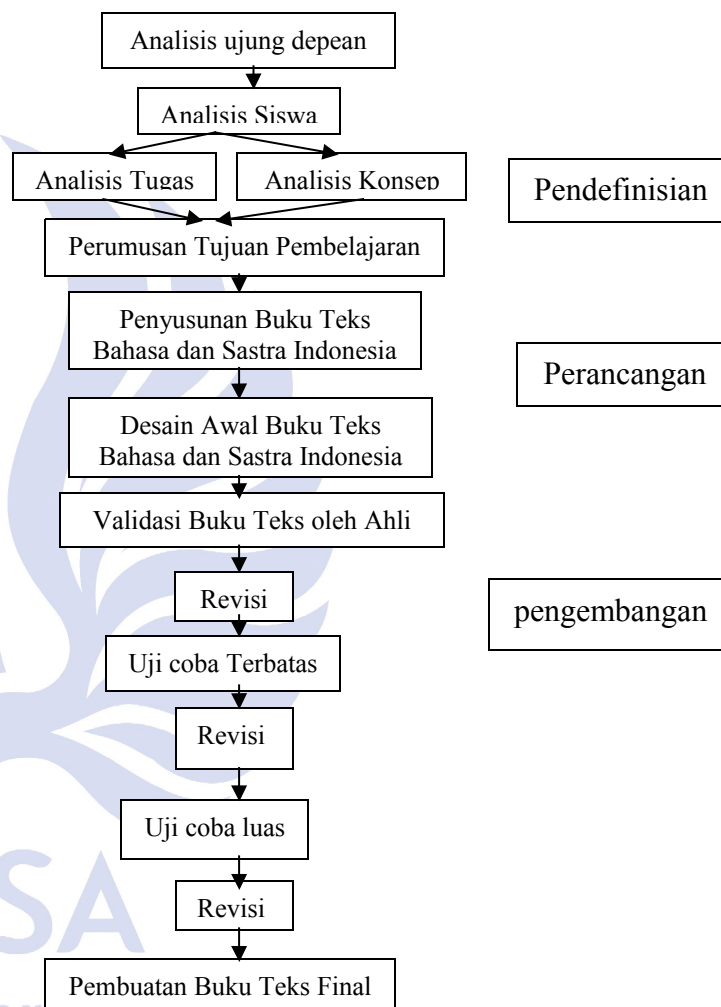 Analisis ujung depean
Analisis Siswa
Analisis Tugas
Analisis Konsep
Pendefinisian
Perumusan Tujuan Pembelajaran
Penyusunan Buku Teks
Bahasa dan Sastra Indonesia
Perancangan
Desain Awal Buku Teks
Bahasa dan Sastra Indonesia
Validasi Buku Teks oleh Ahli
Revisi
pengembangan
Uji coba Terbatas
Revisi
Uji coba luas
Revisi
SA
Pembuatan Buku Teks Final